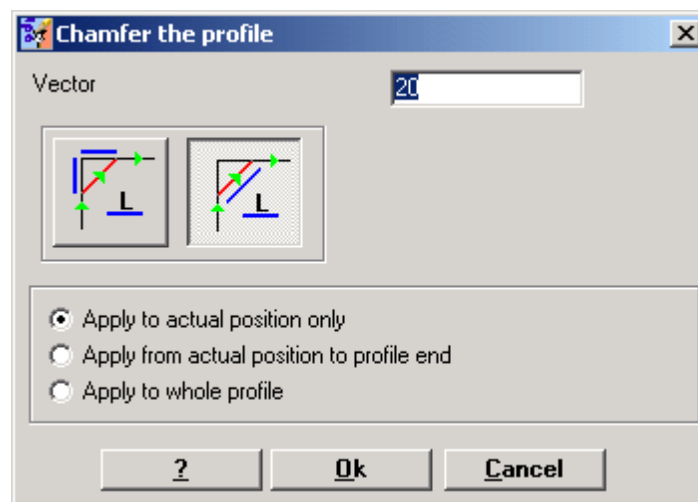 Chamfer the profile
Vector 20
L L
Apply to actual position only
Apply from actual position to profile end
Apply to whole profile
? Ok Cancel